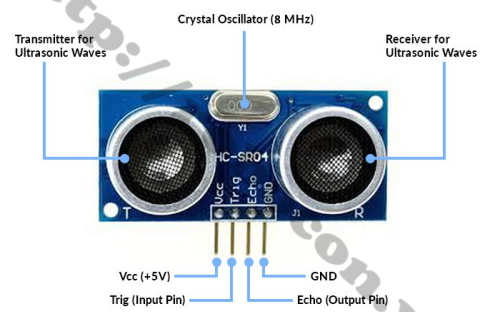 Crystal Oscillator (8 MHz)
Transmitter for
Ultrasonic Waves
Receiver for
Ultrasonic Waves
Y1
HC-SR04
Vcc
Trig
Echo
GND
T
J1
R
Vcc (+5V)
GND
Trig (Input Pin)
Echo (Output Pin)